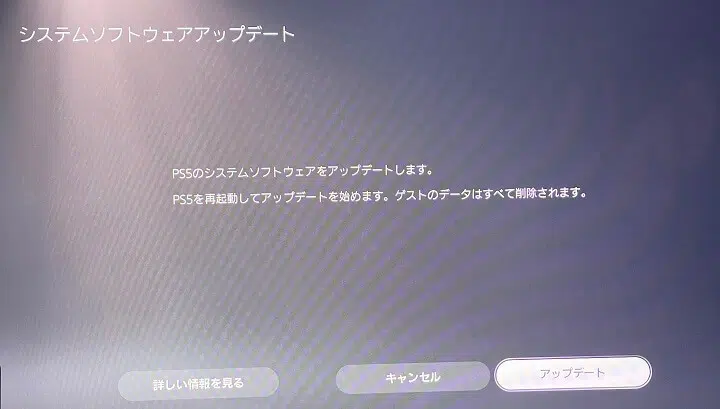 システムソフトウェアアップデート
PS5のシステムソフトウェアをアップデートします。
PS5を再起動してアップデートを始めます。ゲストのデータはすべて削除されます。
詳しい情報を見る
キャンセル
アップデート